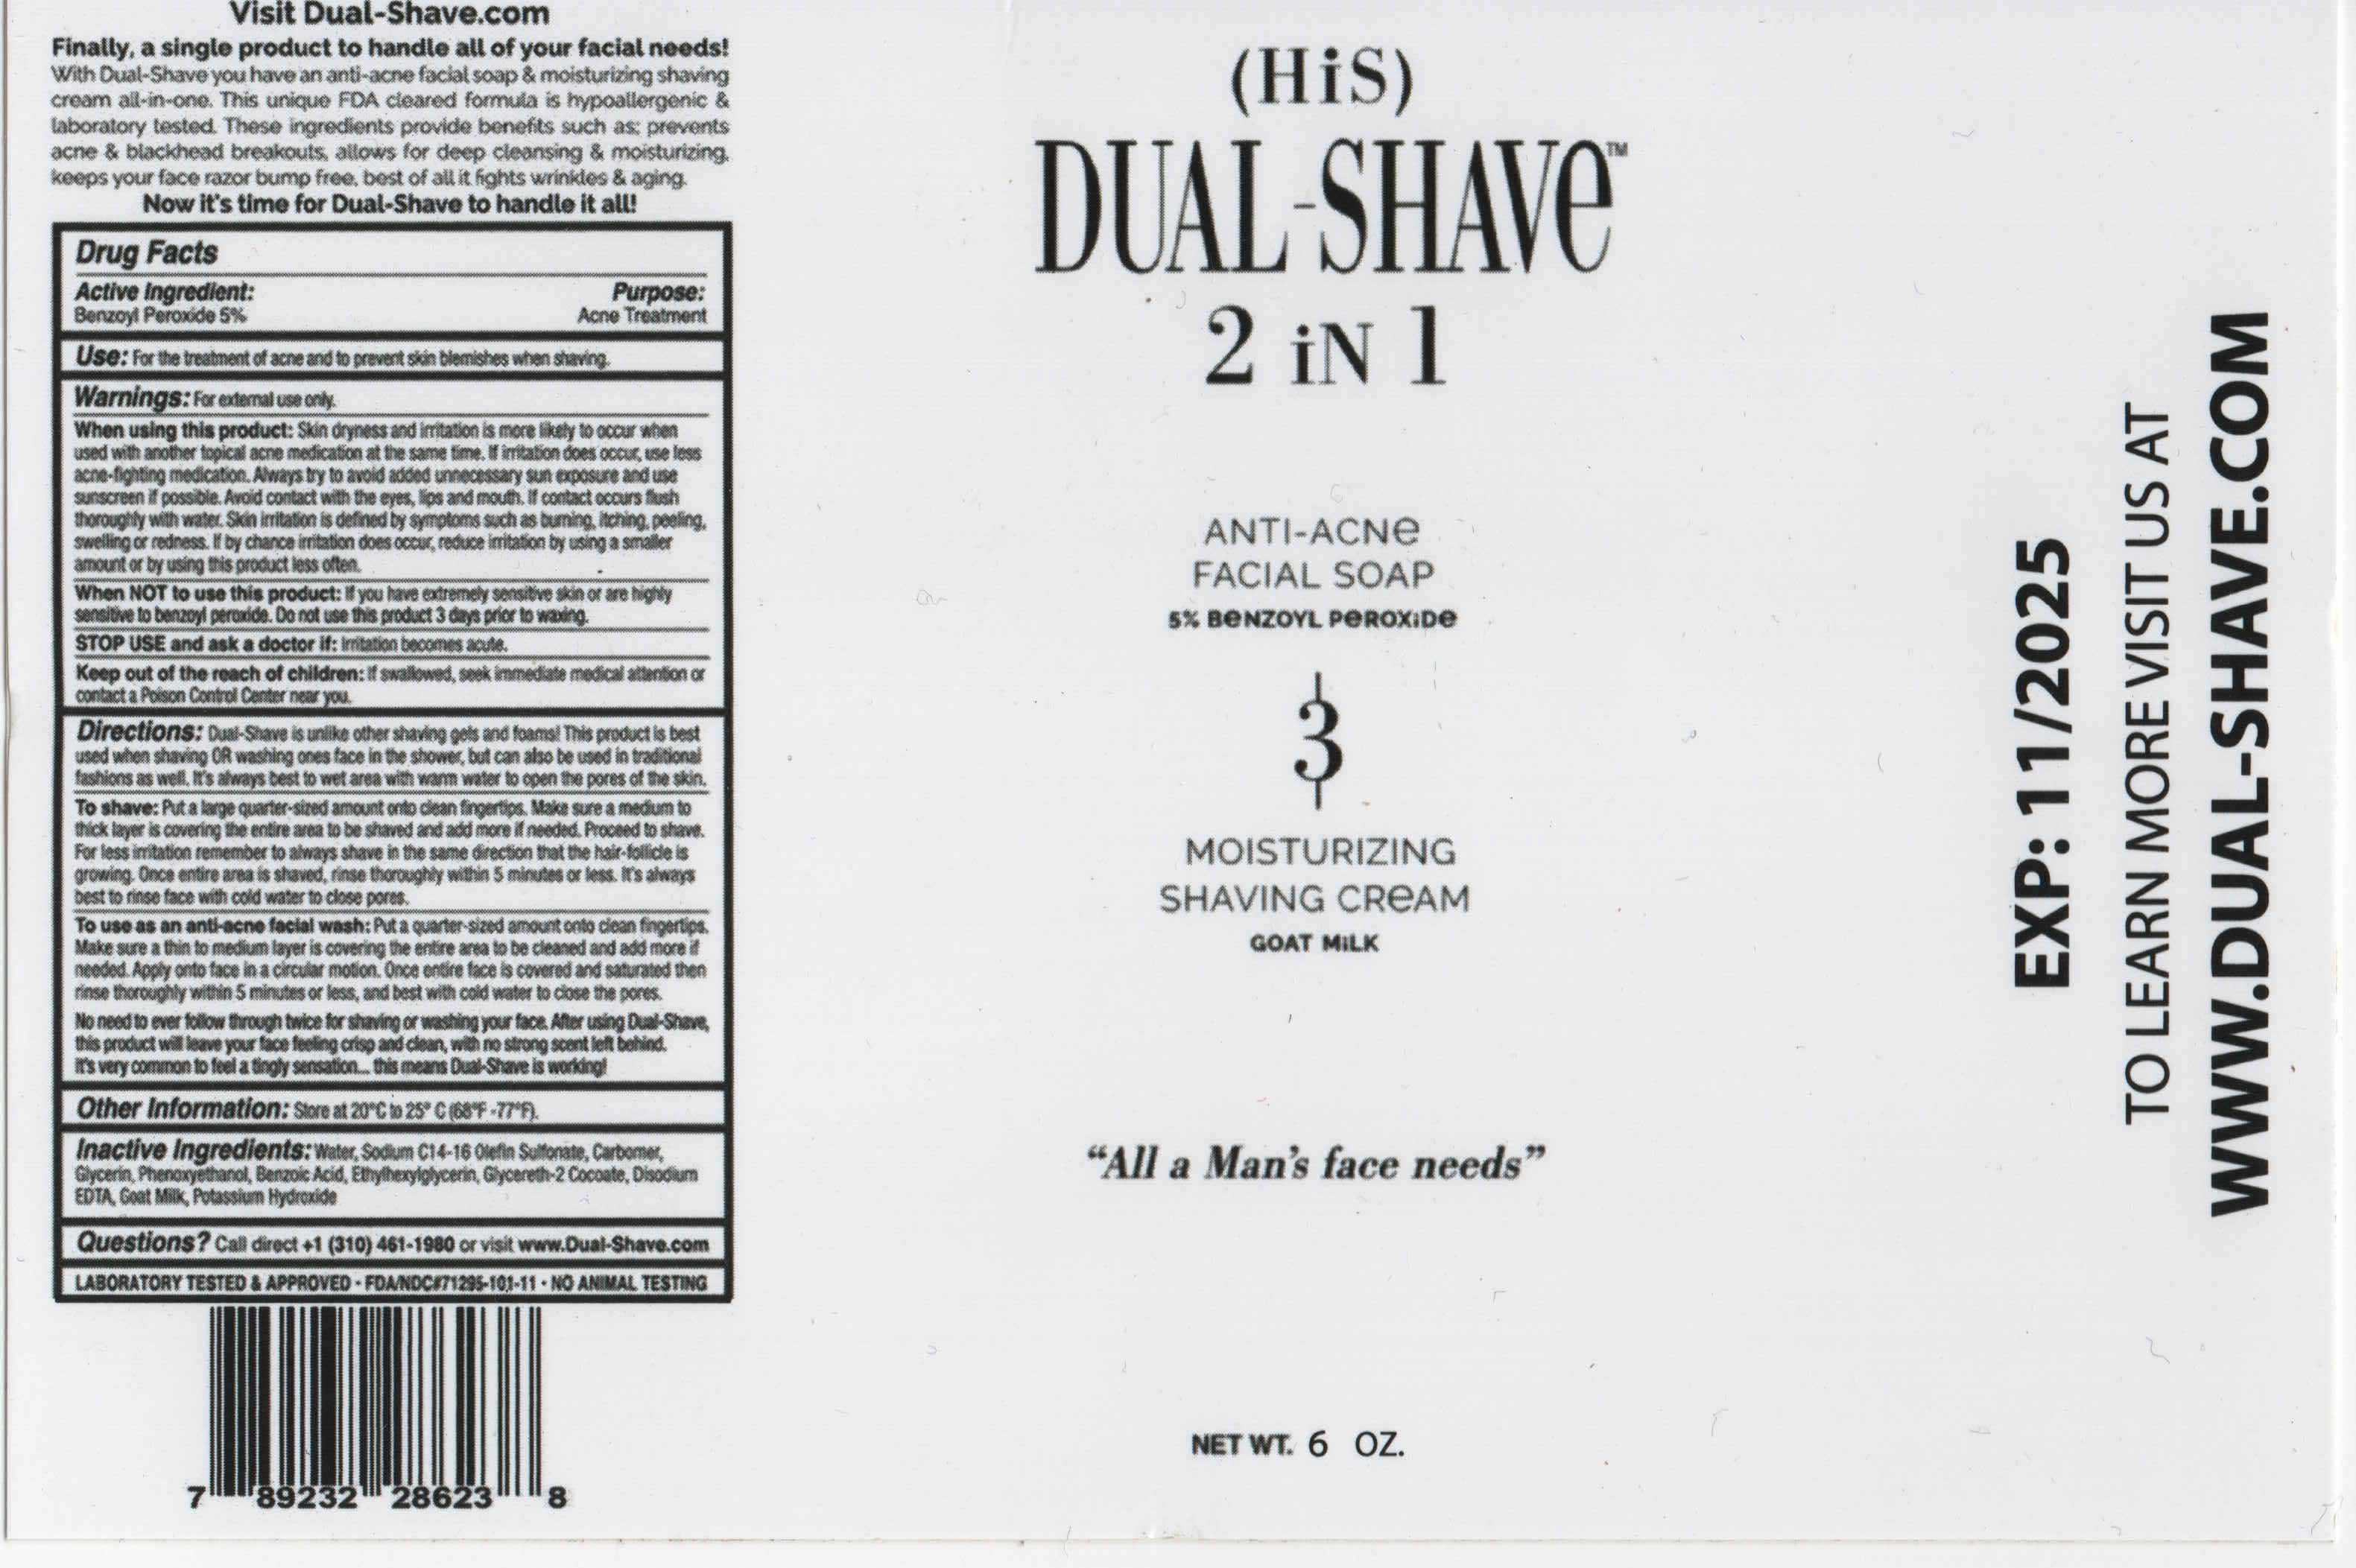 Visit Dual-Shave.com
Finally, a single product to handle all of your facial needs!
With Dual-Shave you have an anti-acne facial soap & moisturizing shaving
cream all-in-one. This unique FDA cleared formula is hypoallergenic &
laboratory tested. These ingredients provide benefits such as: prevents
acne & blackhead breakouts, allows for deep cleansing & moisturizing,
keeps your face razor bump free, best of all it fights wrinkles & aging.
Now it's time for Dual-Shave to handle it all!
Drug Facts
Active Ingredient: Purpose:
Benzoyl Peroxide 5% Acne Treatment
Use: For the treatment of acne and to prevent skin blemishes when shaving.
Warnings: For external use only.
When using this product: Skin dryness and irritation is more likely to occur when
used with another topical acne medication at the same time. If irritation does occur, use less
acne-fighting medication. Always try to avoid added unnecessary sun exposure and use
sunscreen if possible. Avoid contact with the eyes, lips and mouth. If contact occurs flush
thoroughly with water. Skin irritation is defined by symptoms such as burning, itching, peeling,
swelling or redness. If by chance irritation does occur, reduce irritation by using a smaller
amount or by using this product less often.
When NOT to use this product: If you have extremely sensitive skin or are highly
sensitive to benzoyl peroxide. Do not use this product 3 days prior to waxing.
STOP USE and ask a doctor if: Irritation becomes acute.
Keep out of the reach of children: If swallowed, seek immediate medical attention or
contact a Poison Control Center near you.
Directions: Dual-Shave is unlike other shaving gels and foams! This product is best
used when shaving OR washing ones face in the shower, but can also be used in traditional
fashions as well. It's always best to wet area with warm water to open the pores of the skin.
To shave: Put a large quarter-sized amount onto clean fingertips. Make sure a medium to
thick layer is covering the entire area to be shaved and add more if needed. Proceed to shave.
For less irritation remember to always shave in the same direction that the hair-follicle is
growing. Once entire area is shaved, rinse thoroughly within 5 minutes or less. It's always
best to rinse face with cold water to close pores.
To use as an anti-acne facial wash: Put a quarter-sized amount onto clean fingertips.
Make sure a thin to medium layer is covering the entire area to be cleaned and add more if
needed. Apply onto face in a circular motion. Once entire face is covered and saturated then
rinse thoroughly within 5 minutes or less, and best with cold water to close the pores.
No need to ever follow through twice for shaving or washing your face. After using Dual-Shave,
this product will leave your face feeling crisp and clean, with no strong scent left behind.
It's very common to feel a tingly sensation... this means Dual-Shave is working!
Other Information: Store at 20°C to 25° C (68°F -77°F).
Inactive Ingredients: Water, Sodium C14-16 Olefin Sulfonate, Carbomer,
Glycerin, Phenoxyethanol, Benzoic Acid, Ethylhexylglycerin, Glycereth-2 Cocoate, Disodium
EDTA, Goat Milk, Potassium Hydroxide
Questions? Call direct +1 (310) 461-1980 or visit www.Dual-Shave.com
LABORATORY TESTED & APPROVED • FDA/NDC#71295-101-11 • NO ANIMAL TESTING
7 89232 28623 8
(HiS)
DUAL-SHAVe™
2 iN 1
ANTI-ACNe
FACIAL SOAP
5% BeNZOYL PeROXiDe
MOISTURIZING
SHAVING CReAM
GOAT MiLK
“All a Man's face needs”
NET WT. 6 OZ.
EXP: 11/2025
TO LEARN MORE VISIT US AT
WWW.DUAL-SHAVE.COM